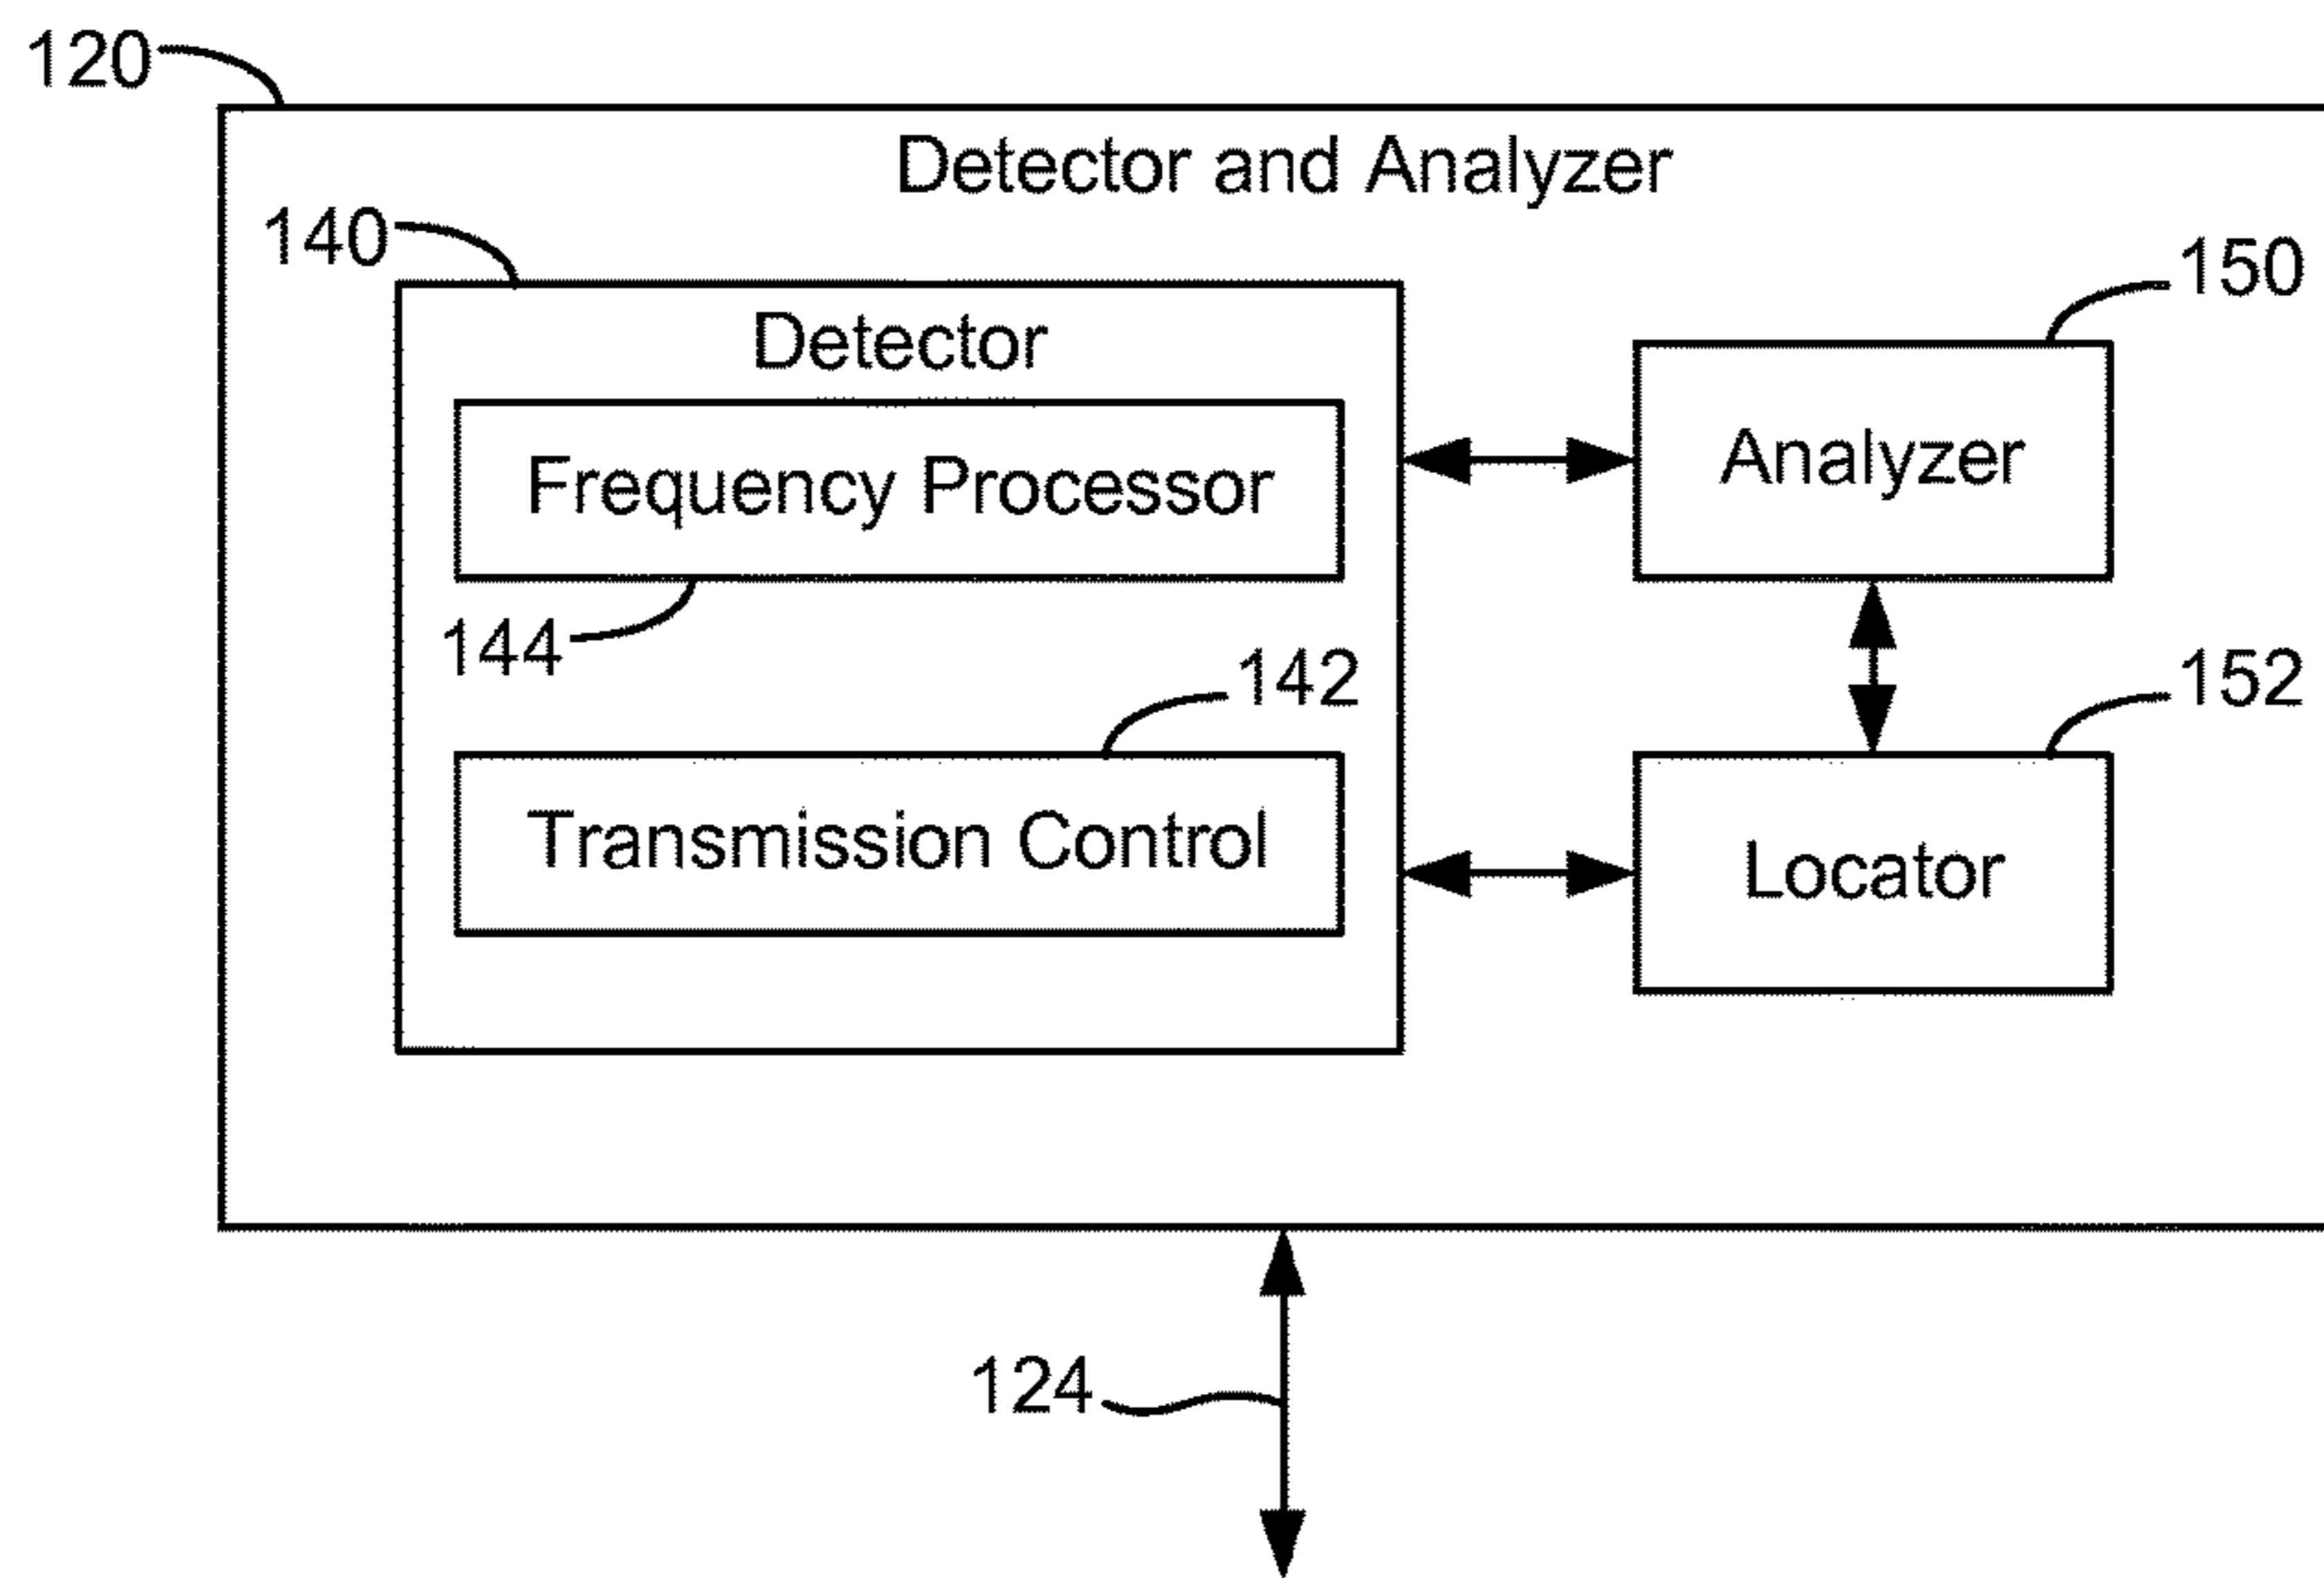 120
Detector and Analyzer
140
150
Detector
Analyzer
Frequency Processor
144
142
152
Transmission Control
Locator
124